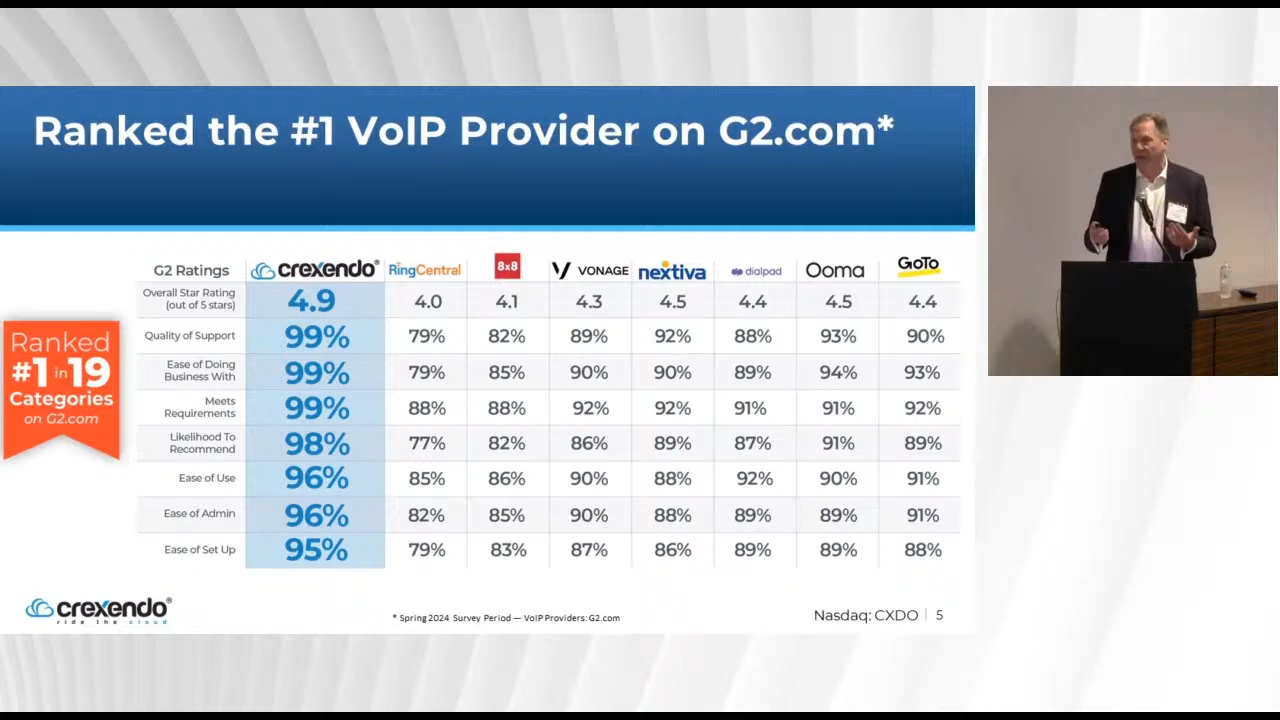 Ranked the #1 VoIP Provider on G2.com*
G2 Ratings crexendo® RingCentral 8x8 VONAGE nextiva dialpad Ooma GoTo
Overall Star Rating
(out of 5 stars) 4.9 4.0 4.1 4.3 4.5 4.4 4.5 4.4
Quality of Support 99% 79% 82% 89% 92% 88% 93% 90%
Ease of Doing
Business With 99% 79% 85% 90% 90% 89% 94% 93%
Meets
Requirements 99% 88% 88% 92% 92% 91% 91% 92%
Likelihood To
Recommend 98% 77% 82% 86% 89% 87% 91% 89%
Ease of Use 96% 85% 86% 90% 88% 92% 90% 91%
Ease of Admin 96% 82% 85% 90% 88% 89% 89% 91%
Ease of Set Up 95% 79% 83% 87% 86% 89% 89% 88%
Ranked
#1 in 19
Categories
on G2.com
crexendo®
ride the cloud
* Spring 2024 Survey Period — VoIP Providers: G2.com
Nasdaq: CXDO | 5